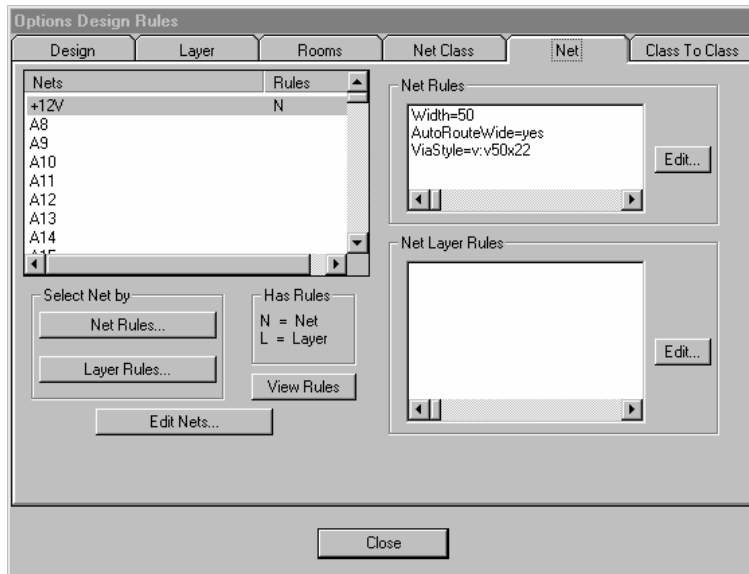 Options Design Rules
Design Layer Rooms Net Class Net Class To Class
Nets Rules
+12V N
A8
A9
A10
A11
A12
A13
A14
A15
Select Net by
Net Rules...
Layer Rules...
Has Rules
N = Net
L = Layer
View Rules
Edit Nets...
Net Rules
Width=50
AutoRouteWide=yes
ViaStyle=v:v50x22
Edit...
Net Layer Rules
Edit...
Close